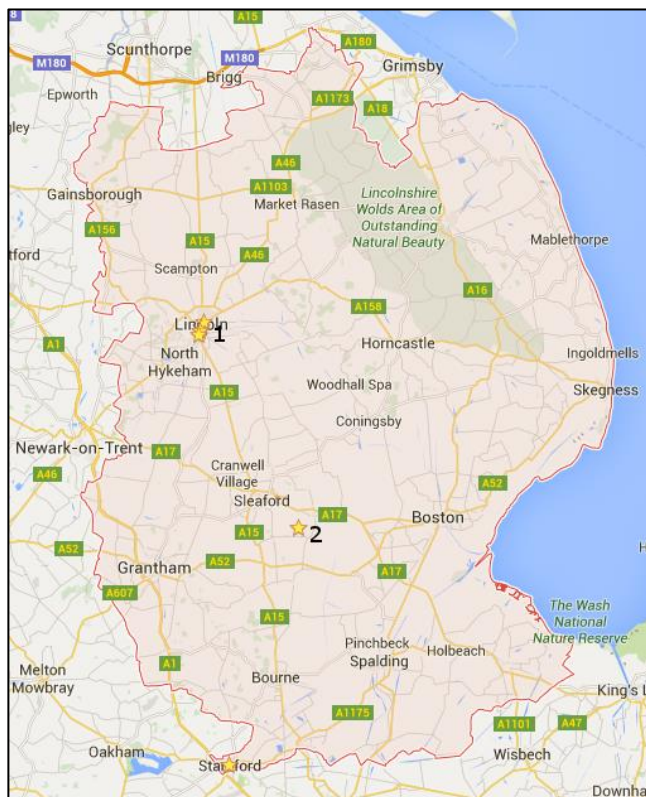 A15
Scunthorpe
A180
M180
M180
Grimsby
Brigg
Epworth
A1173
A18
A46
Gainsborough
A1103
Market Rasen
Lincolnshire
Wolds Area of
Outstanding
Natural Beauty
A156
A15
Mablethorpe
A46
Scampton
A16
A158
Lincoln
1
A1
Horncastle
North
Hykeham
Ingoldmells
Woodhall Spa
A15
Skegness
Coningsby
Newark-on-Trent
A17
A46
Cranwell
Village
A52
Sleaford
A17
Boston
A15
2
A52
A52
Grantham
A17
A607
The Wash
National
Nature Reserve
A15
Pinchbeck
Spalding
Holbeach
A1
Melton
Mowbray
Bourne
King's L
A1175
A1101
A47
Oakham
Stamford
Wisbech
Downha